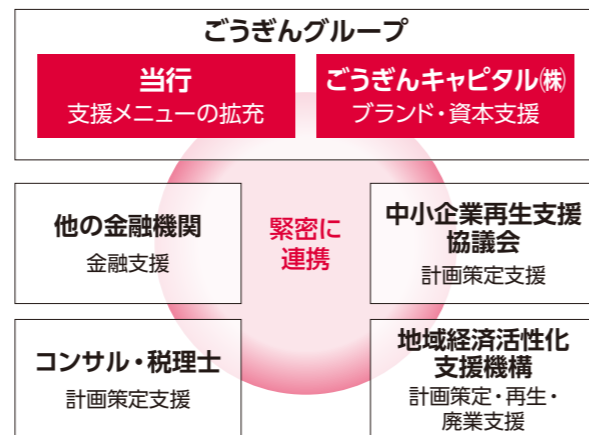 ごうぎんグループ
当行
支援メニューの拡充
ごうぎんキャピタル㈱
ブランド・資本支援
他の金融機関
金融支援
緊密に
連携
中小企業再生支援
協議会
計画策定支援
コンサル・税理士
計画策定支援
地域経済活性化
支援機構
計画策定・再生・
廃業支援